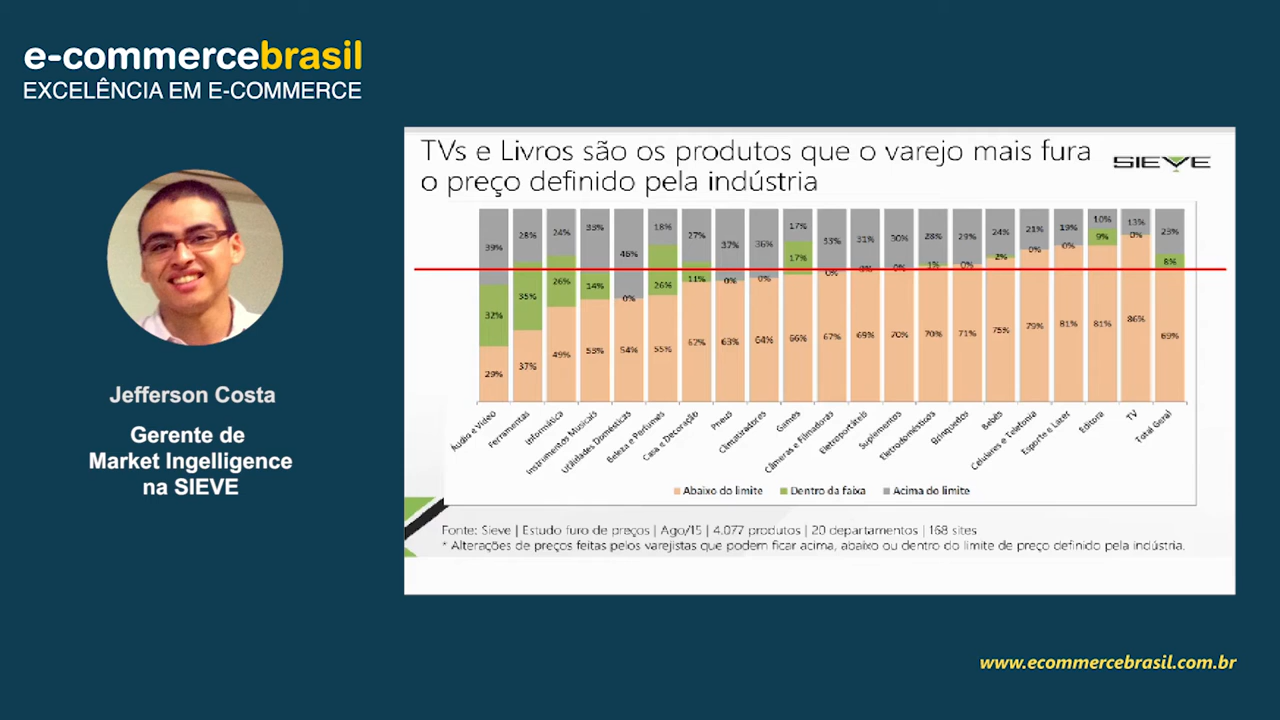 e-commercebrasil
EXCELÊNCIA EM E-COMMERCE
Jefferson Costa
Gerente de
Market Ingelligence
na SIEVE
TVs e Livros são os produtos que o varejo mais fura
o preço definido pela indústria
SIEVE
39% 28% 24% 33% 46% 18% 27% 37% 36% 17% 33% 31% 30% 28% 29% 24% 21% 19% 10% 13% 23%
32% 35% 26% 14% 0% 26% 11% 0% 0% 17% 0% 0% 0% 1% 0% 2% 0% 0% 9% 0% 8%
29% 37% 49% 53% 54% 55% 62% 63% 64% 66% 67% 69% 70% 70% 71% 75% 79% 81% 81% 86% 69%
Áudio e Vídeo
Ferramentas
Informática
Instrumentos Musicais
Utilidades Domésticas
Beleza e Perfumes
Casa e Decoração
Pneus
Climatizadores
Games
Câmeras e Filmadoras
Eletroportáteis
Suplementos
Eletrodomésticos
Brinquedos
Bebês
Celulares e Telefonia
Esporte e Lazer
Editora
TV
Total Geral
Abaixo do limite Dentro da faixa Acima do limite
Fonte: Sieve | Estudo furo de preços | Ago/15 | 4.077 produtos | 20 departamentos | 168 sites
* Alterações de preços feitas pelos varejistas que podem ficar acima, abaixo ou dentro do limite de preço definido pela indústria.
www.ecommercebrasil.com.br